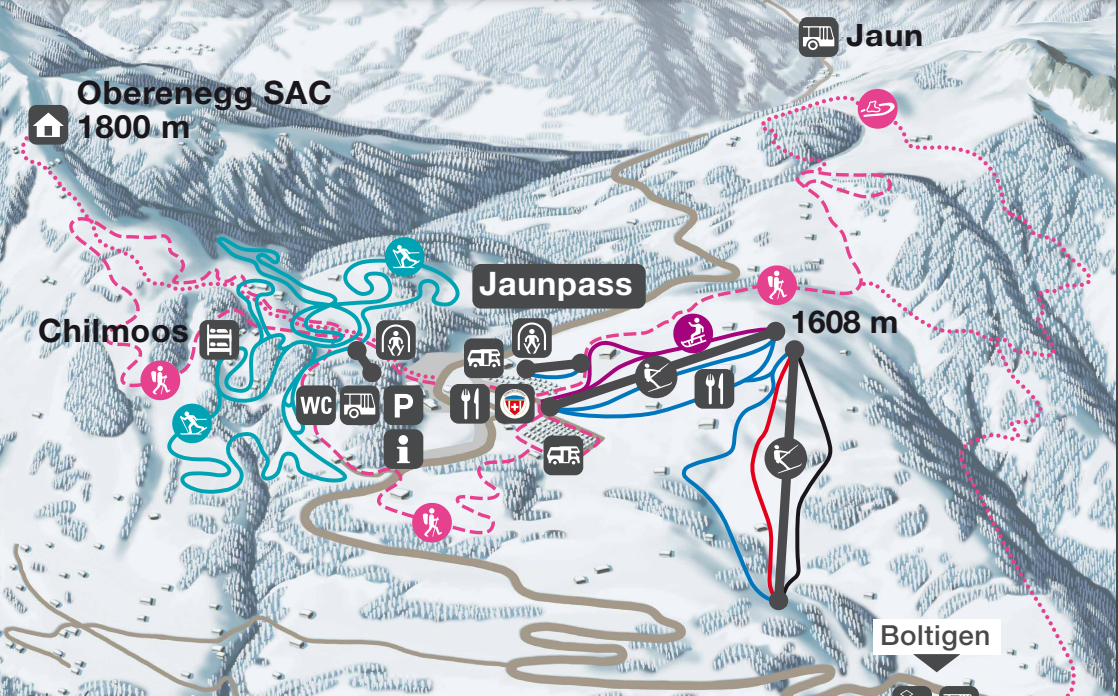 Jaun
Oberenegg SAC
1800 m
Jaunpass
1608 m
Chilmoos
WC
P
i
Boltigen